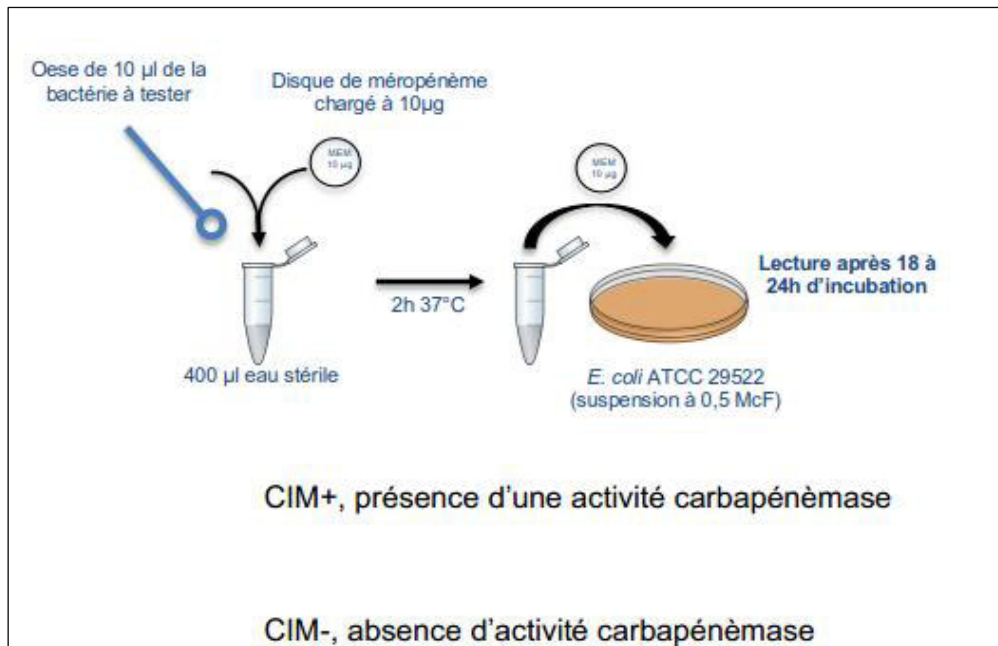 Oese de 10 µl de la
bactérie à tester
Disque de méropénème
chargé à 10µg
MEM
10 µg
MEM
10 µg
Lecture après 18 à
24h d'incubation
2h 37°C
400 µl eau stérile
E. coli ATCC 29522
(suspension à 0,5 McF)
CIM+, présence d'une activité carbapénèmase
CIM-, absence d'activité carbapénèmase